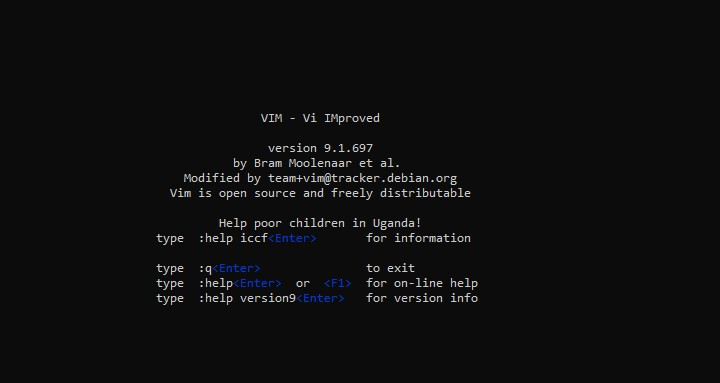 VIM - Vi IMproved
version 9.1.697
by Bram Moolenaar et al.
Modified by team+vim@tracker.debian.org
Vim is open source and freely distributable
Help poor children in Uganda!
type  :help iccf<Enter>       for information
type  :q<Enter>               to exit
type  :help<Enter>  or  <F1>  for on-line help
type  :help version9<Enter>   for version info